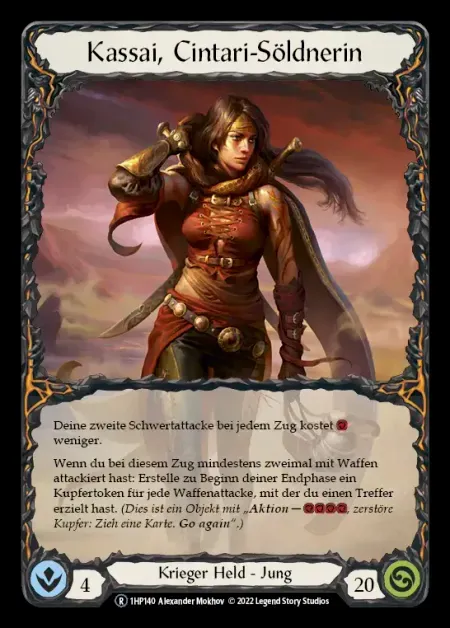 Kassai, Cintari-Söldnerin
Deine zweite Schwertattacke bei jedem Zug kostet
weniger.
Wenn du bei diesem Zug mindestens zweimal mit Waffen
attackiert hast: Erstelle zu Beginn deiner Endphase ein
Kupfertoken für jede Waffenattacke, mit der du einen Treffer
erzielt hast. (Dies ist ein Objekt mit „Aktion — , zerstöre
Kupfer: Zieh eine Karte. Go again“.)
4
Krieger Held - Jung
20
R 1HP140 Alexander Mokhov © 2022 Legend Story Studios